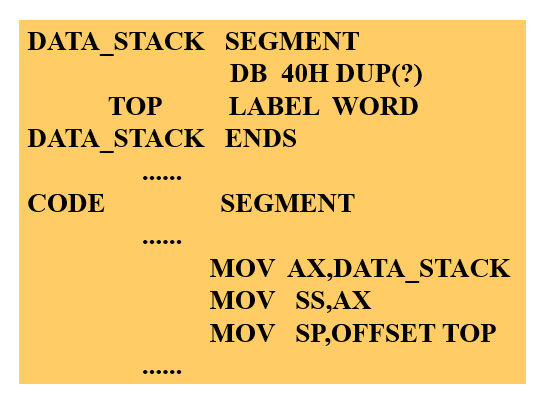 DATA_STACK SEGMENT
DB 40H DUP(?)
TOP LABEL WORD
DATA_STACK ENDS
......
CODE SEGMENT
......
MOV AX,DATA_STACK
MOV SS,AX
MOV SP,OFFSET TOP
......